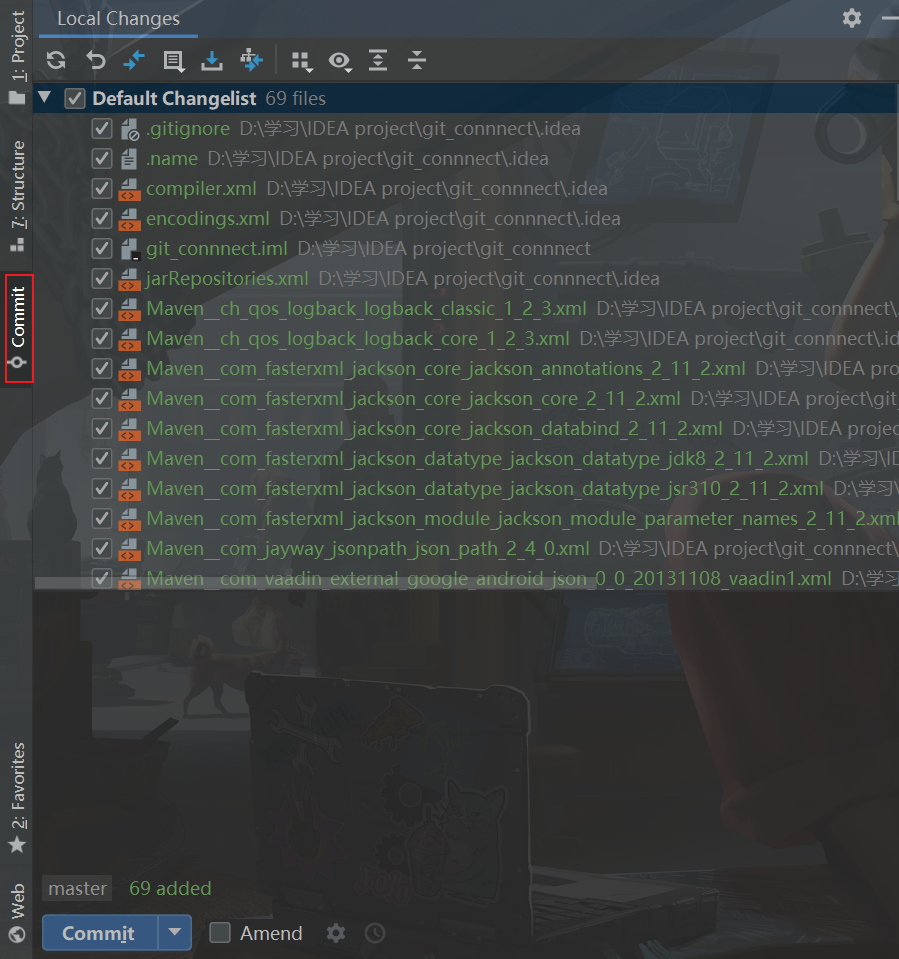 Local Changes
1: Project
7: Structure
Commit
2: Favorites
Web
Default Changelist 69 files
.gitignore D:\学习\IDEA project\git_connnect\.idea
.name D:\学习\IDEA project\git_connnect\.idea
compiler.xml D:\学习\IDEA project\git_connnect\.idea
encodings.xml D:\学习\IDEA project\git_connnect\.idea
git_connnect.iml D:\学习\IDEA project\git_connnect
jarRepositories.xml D:\学习\IDEA project\git_connnect\.idea
Maven__ch_qos_logback_logback_classic_1_2_3.xml D:\学习\IDEA project\git_connnect\
Maven__ch_qos_logback_logback_core_1_2_3.xml D:\学习\IDEA project\git_connnect\.id
Maven__com_fasterxml_jackson_core_jackson_annotations_2_11_2.xml D:\学习\IDEA pro
Maven__com_fasterxml_jackson_core_jackson_core_2_11_2.xml D:\学习\IDEA project\git_
Maven__com_fasterxml_jackson_core_jackson_databind_2_11_2.xml D:\学习\IDEA projec
Maven__com_fasterxml_jackson_datatype_jackson_datatype_jdk8_2_11_2.xml D:\学习\ID
Maven__com_fasterxml_jackson_datatype_jackson_datatype_jsr310_2_11_2.xml D:\学习\
Maven__com_fasterxml_jackson_module_jackson_module_parameter_names_2_11_2.xml
Maven__com_jayway_jsonpath_json_path_2_4_0.xml D:\学习\IDEA project\git_connnect\
Maven__com_vaadin_external_google_android_json_0_0_20131108_vaadin1.xml D:\学习
master 69 added
Commit Amend